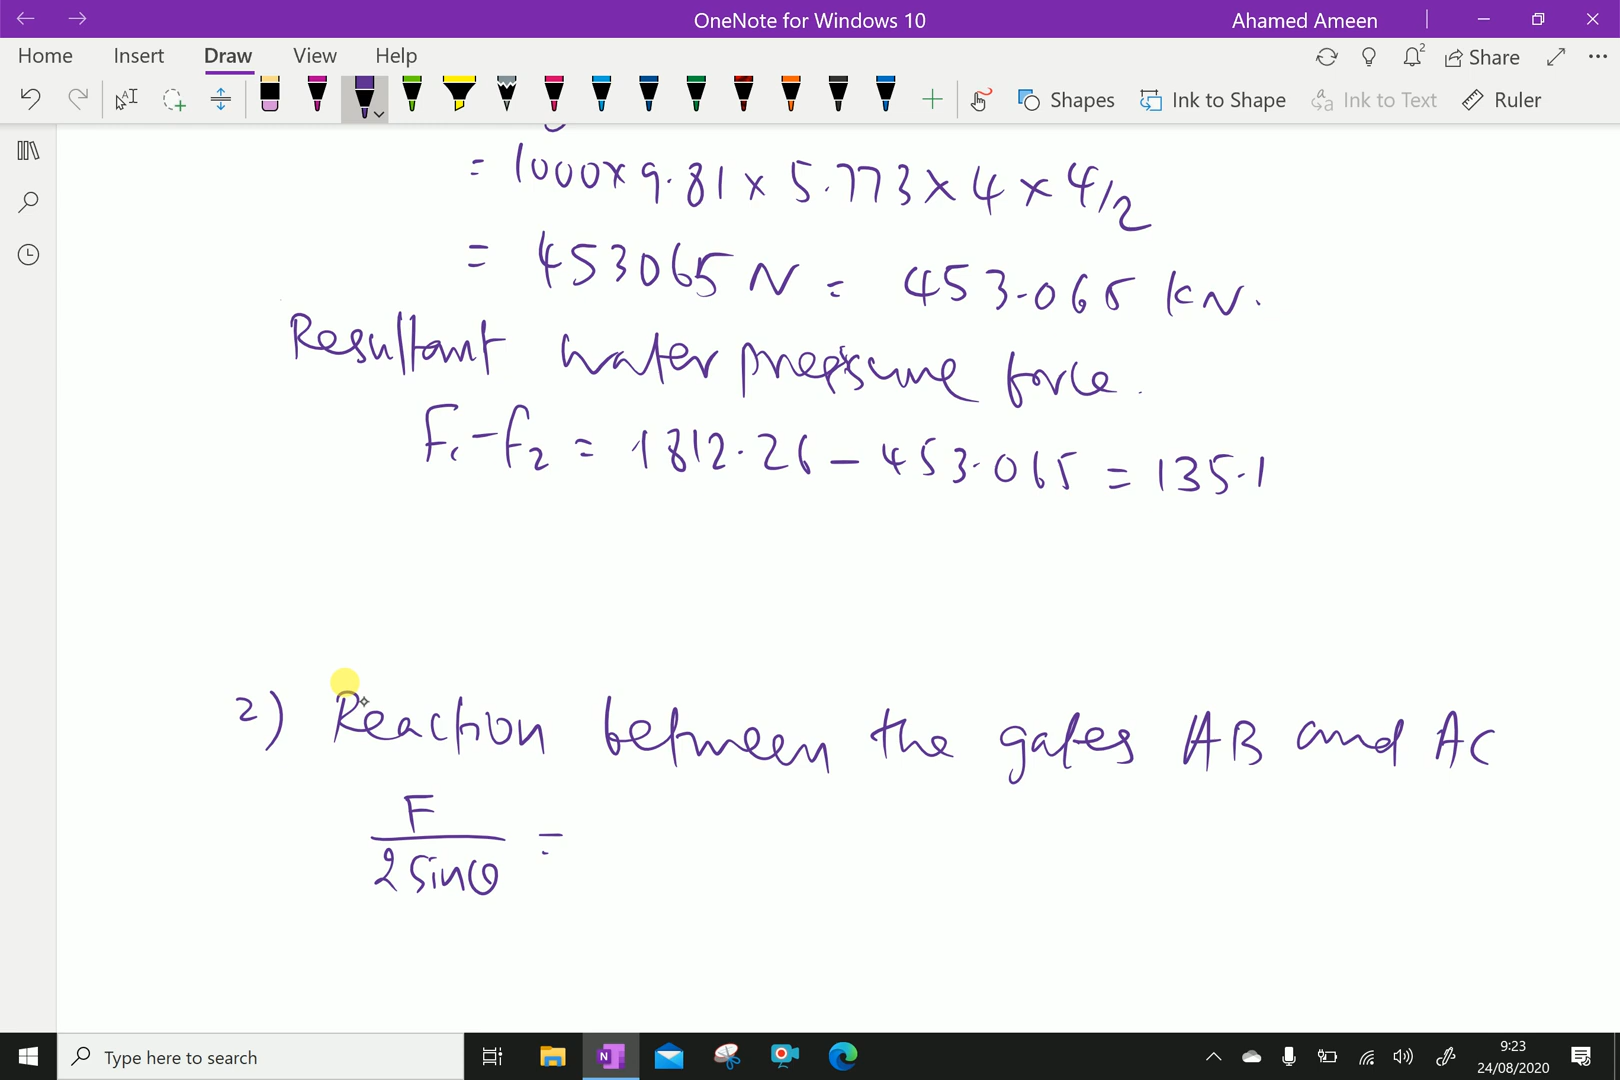 OneNote for Windows 10
Ahamed Ameen
Home Insert Draw View Help
2 Share
Shapes Ink to Shape Ink to Text Ruler
= 1000 x 9.81 x 5.773 x 4 x 4/2
= 453065 N = 453.065 kN.
Resultant water pressure force.
F1 - F2 = 1812.26 - 453.065 = 135.1
2) Reaction between the gates AB and AC
F
2 sinθ =
Type here to search
9:23
24/08/2020